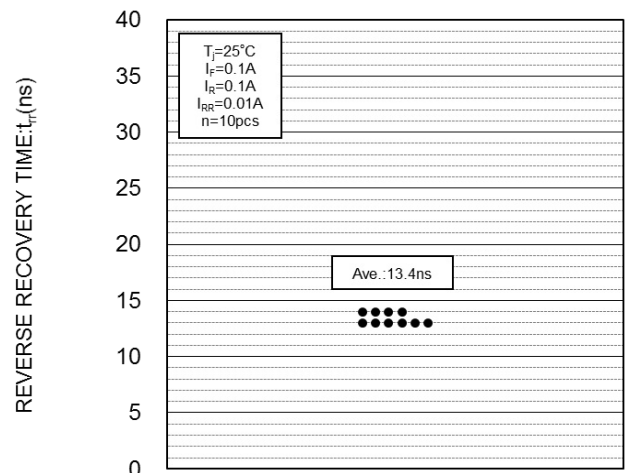 REVERSE RECOVERY TIME:trr(ns)
40
35
30
25
20
15
10
5
0
Tj=25°C
IF=0.1A
IR=0.1A
IRR=0.01A
n=10pcs
Ave.:13.4ns